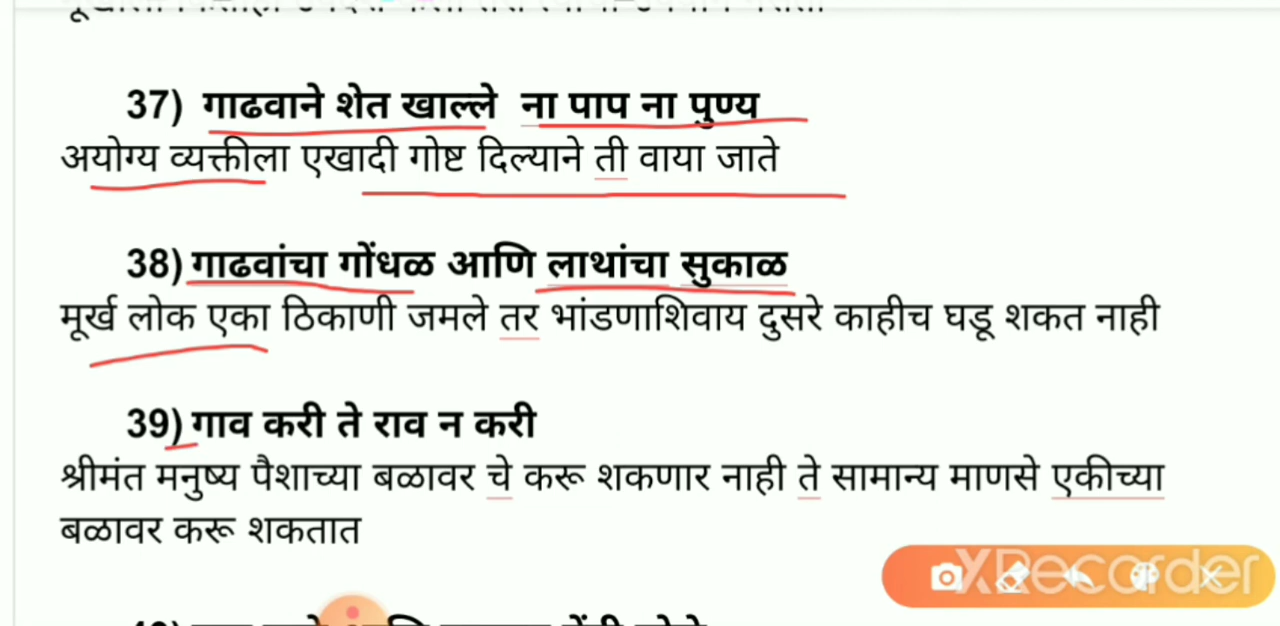 37) गाढवाने शेत खाल्ले ना पाप ना पुण्य
अयोग्य व्यक्तीला एखादी गोष्ट दिल्याने ती वाया जाते
38) गाढवांचा गोंधळ आणि लाथांचा सुकाळ
मूर्ख लोक एका ठिकाणी जमले तर भांडणाशिवाय दुसरे काहीच घडू शकत नाही
39) गाव करी ते राव न करी
श्रीमंत मनुष्य पैशाच्या बळावर चे करू शकणार नाही ते सामान्य माणसे एकीच्या
बळावर करू शकतात
XRecorder